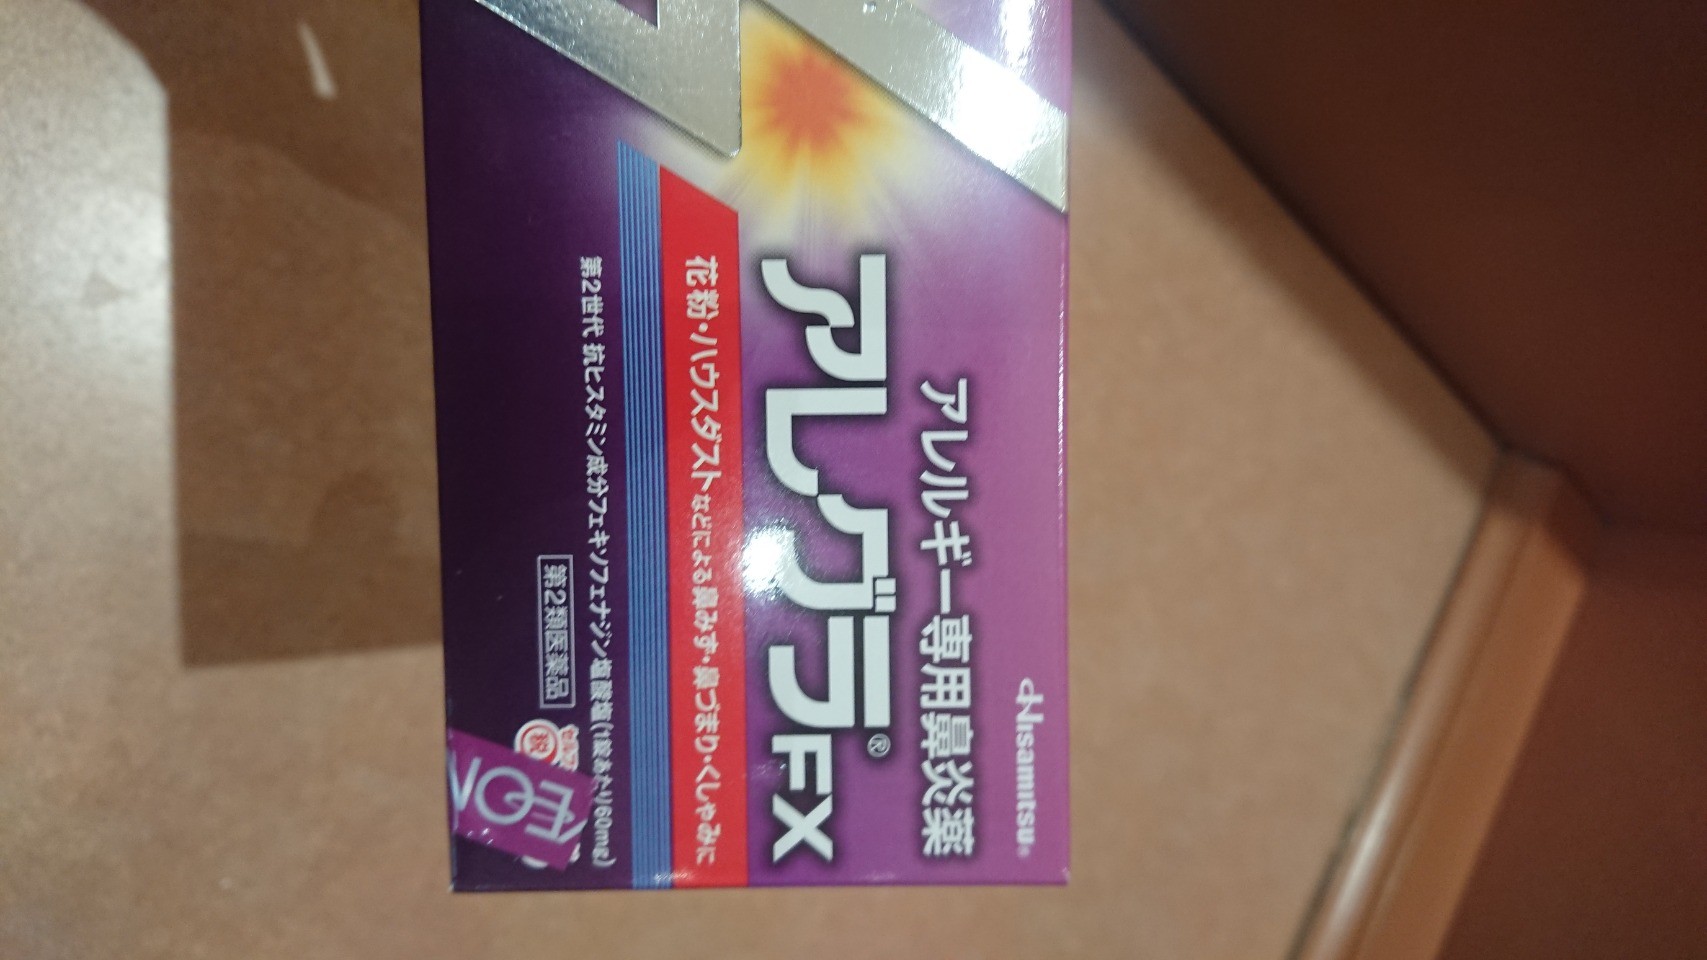 Hisamitsu®
アレルギー専用鼻炎薬
アレグラ®FX
花粉・ハウスダストなどによる鼻みず・鼻づまり・くしゃみに
第2世代 抗ヒスタミン成分フェキソフェナジン塩酸塩(1錠あたり60mg)
第2類医薬品
税